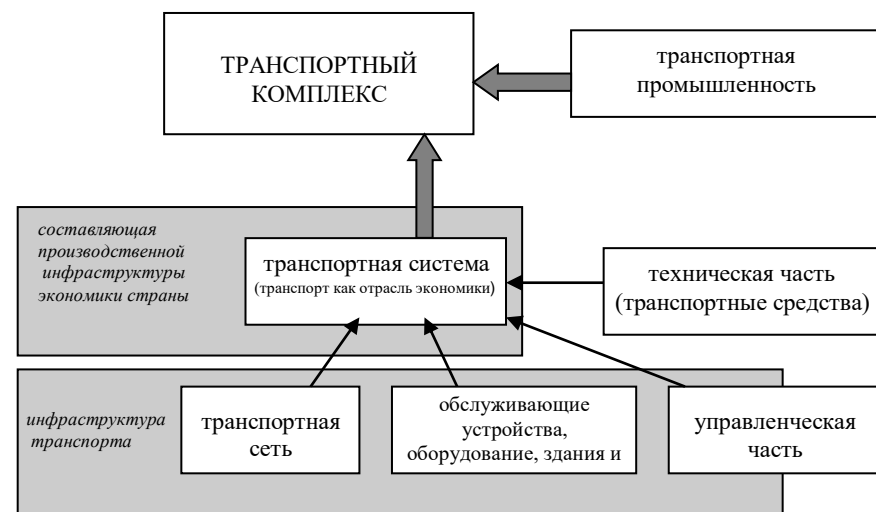 ТРАНСПОРТНЫЙ
КОМПЛЕКС
транспортная
промышленность
составляющая
производственной
инфраструктуры
экономики страны
транспортная система
(транспорт как отрасль экономики)
техническая часть
(транспортные средства)
инфраструктура
транспорта
транспортная
сеть
обслуживающие
устройства,
оборудование, здания и
управленческая
часть